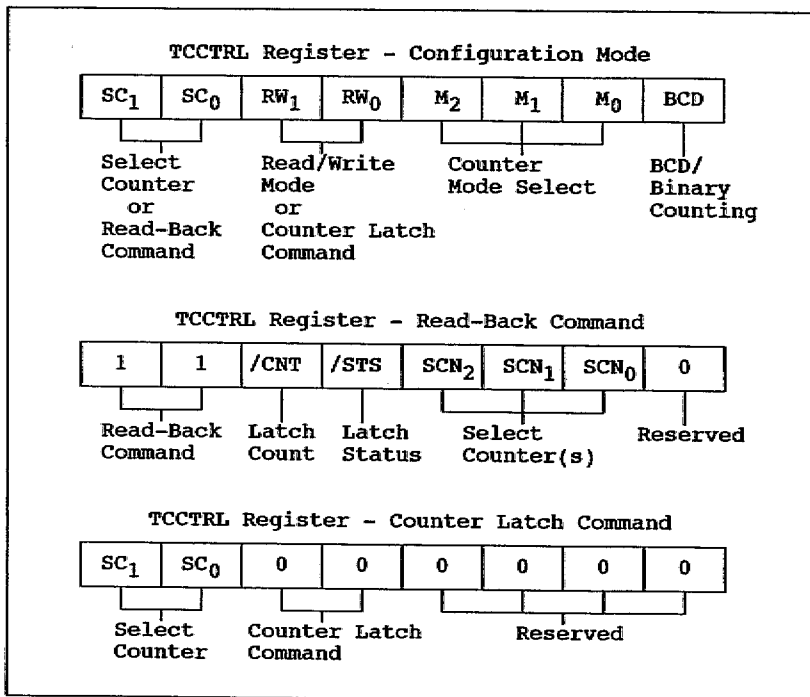 TCCTRL Register - Configuration Mode
SC1 SC0 RW1 RW0 M2 M1 M0 BCD
Select Counter or Read-Back Command
Read/Write Mode or Counter Latch Command
Counter Mode Select
BCD/ Binary Counting
TCCTRL Register - Read-Back Command
1 1 /CNT /STS SCN2 SCN1 SCN0 0
Read-Back Command
Latch Count
Latch Status
Select Counter(s)
Reserved
TCCTRL Register - Counter Latch Command
SC1 SC0 0 0 0 0 0 0
Select Counter
Counter Latch Command
Reserved